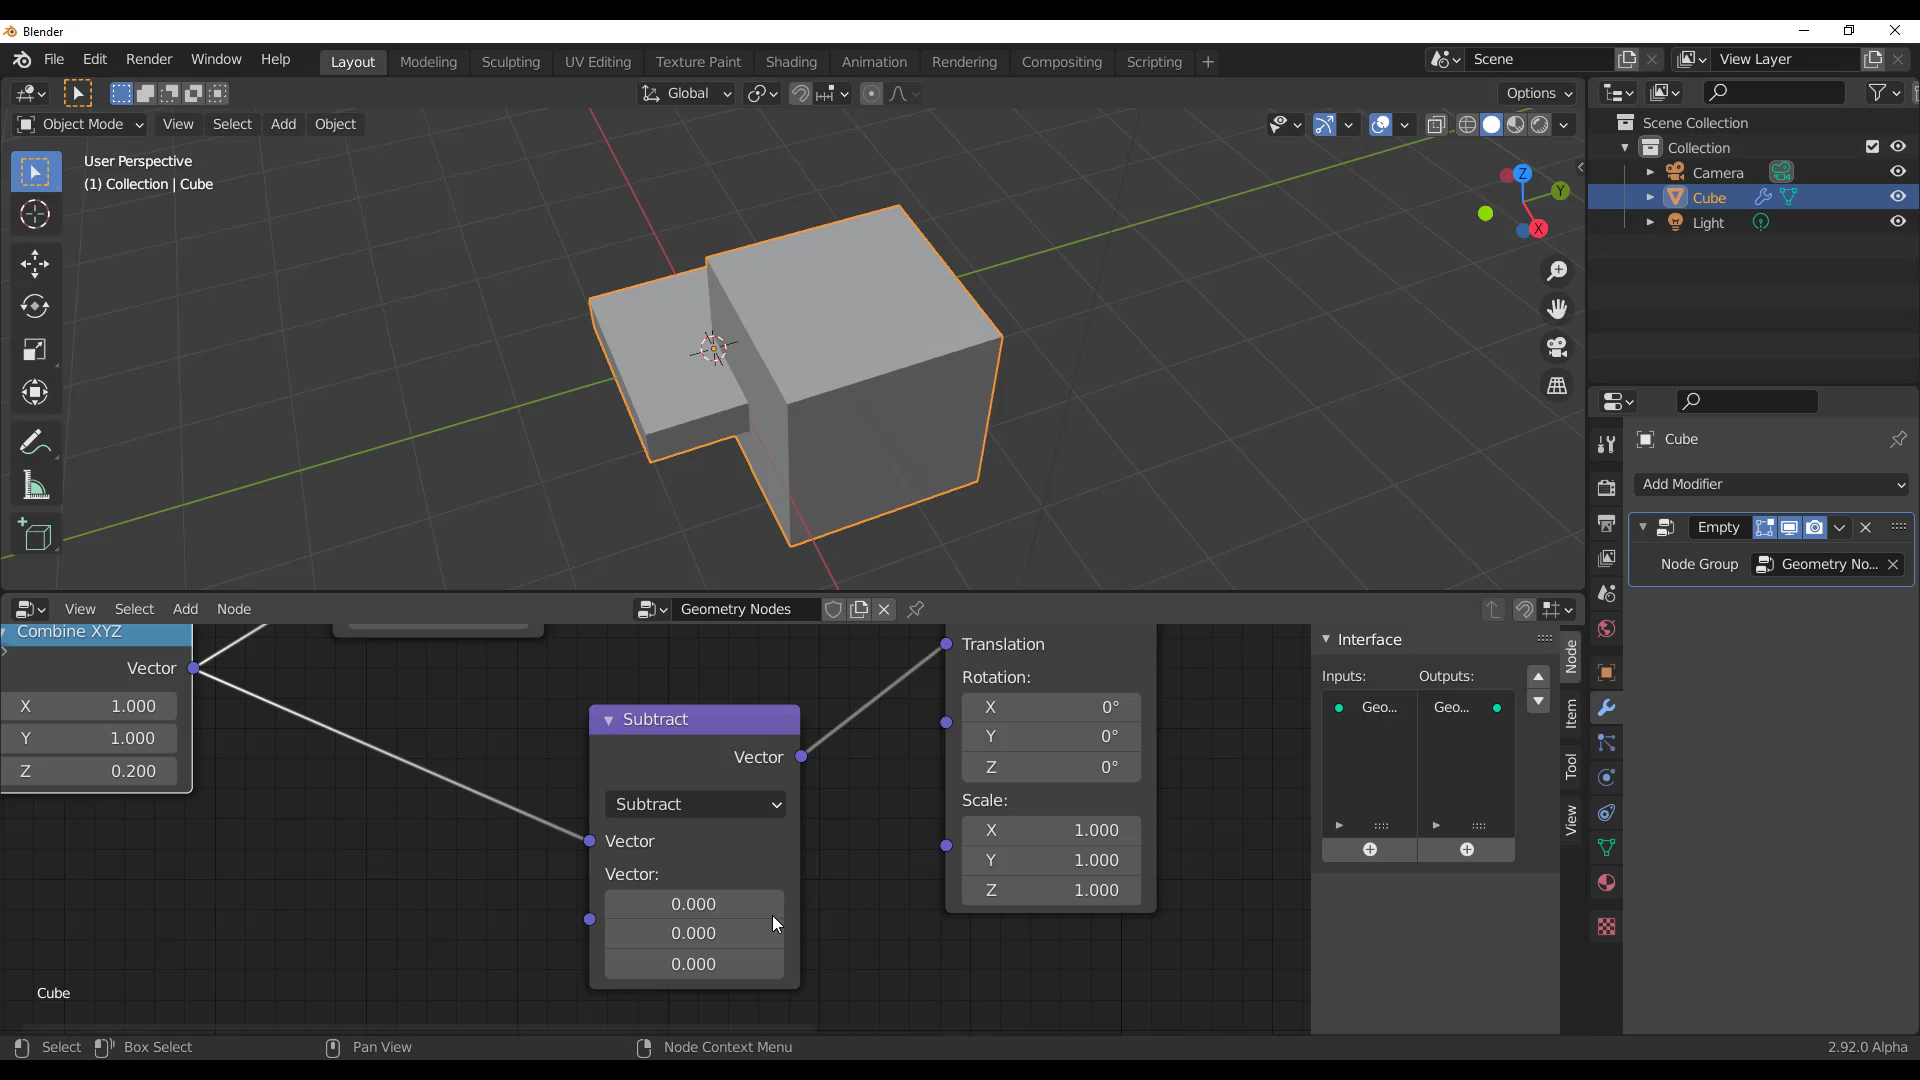 Blender
File Edit Render Window Help Layout Modeling Sculpting UV Editing Texture Paint Shading Animation Rendering Compositing Scripting + Scene View Layer
Global Options
Object Mode View Select Add Object
User Perspective
(1) Collection | Cube
Z
Y
X
Scene Collection
Collection
Camera
Cube
Light
Cube
Add Modifier
Empty
Node Group Geometry No...
View Select Add Node Geometry Nodes
Combine XYZ
Vector
X 1.000
Y 1.000
Z 0.200
Subtract
Vector
Subtract
Vector
Vector:
0.000
0.000
0.000
Translation
Rotation:
X 0°
Y 0°
Z 0°
Scale:
X 1.000
Y 1.000
Z 1.000
Interface
Inputs: Outputs:
Geo... Geo...
Node
Item
Tool
View
Cube
Select Box Select Pan View Node Context Menu 2.92.0 Alpha